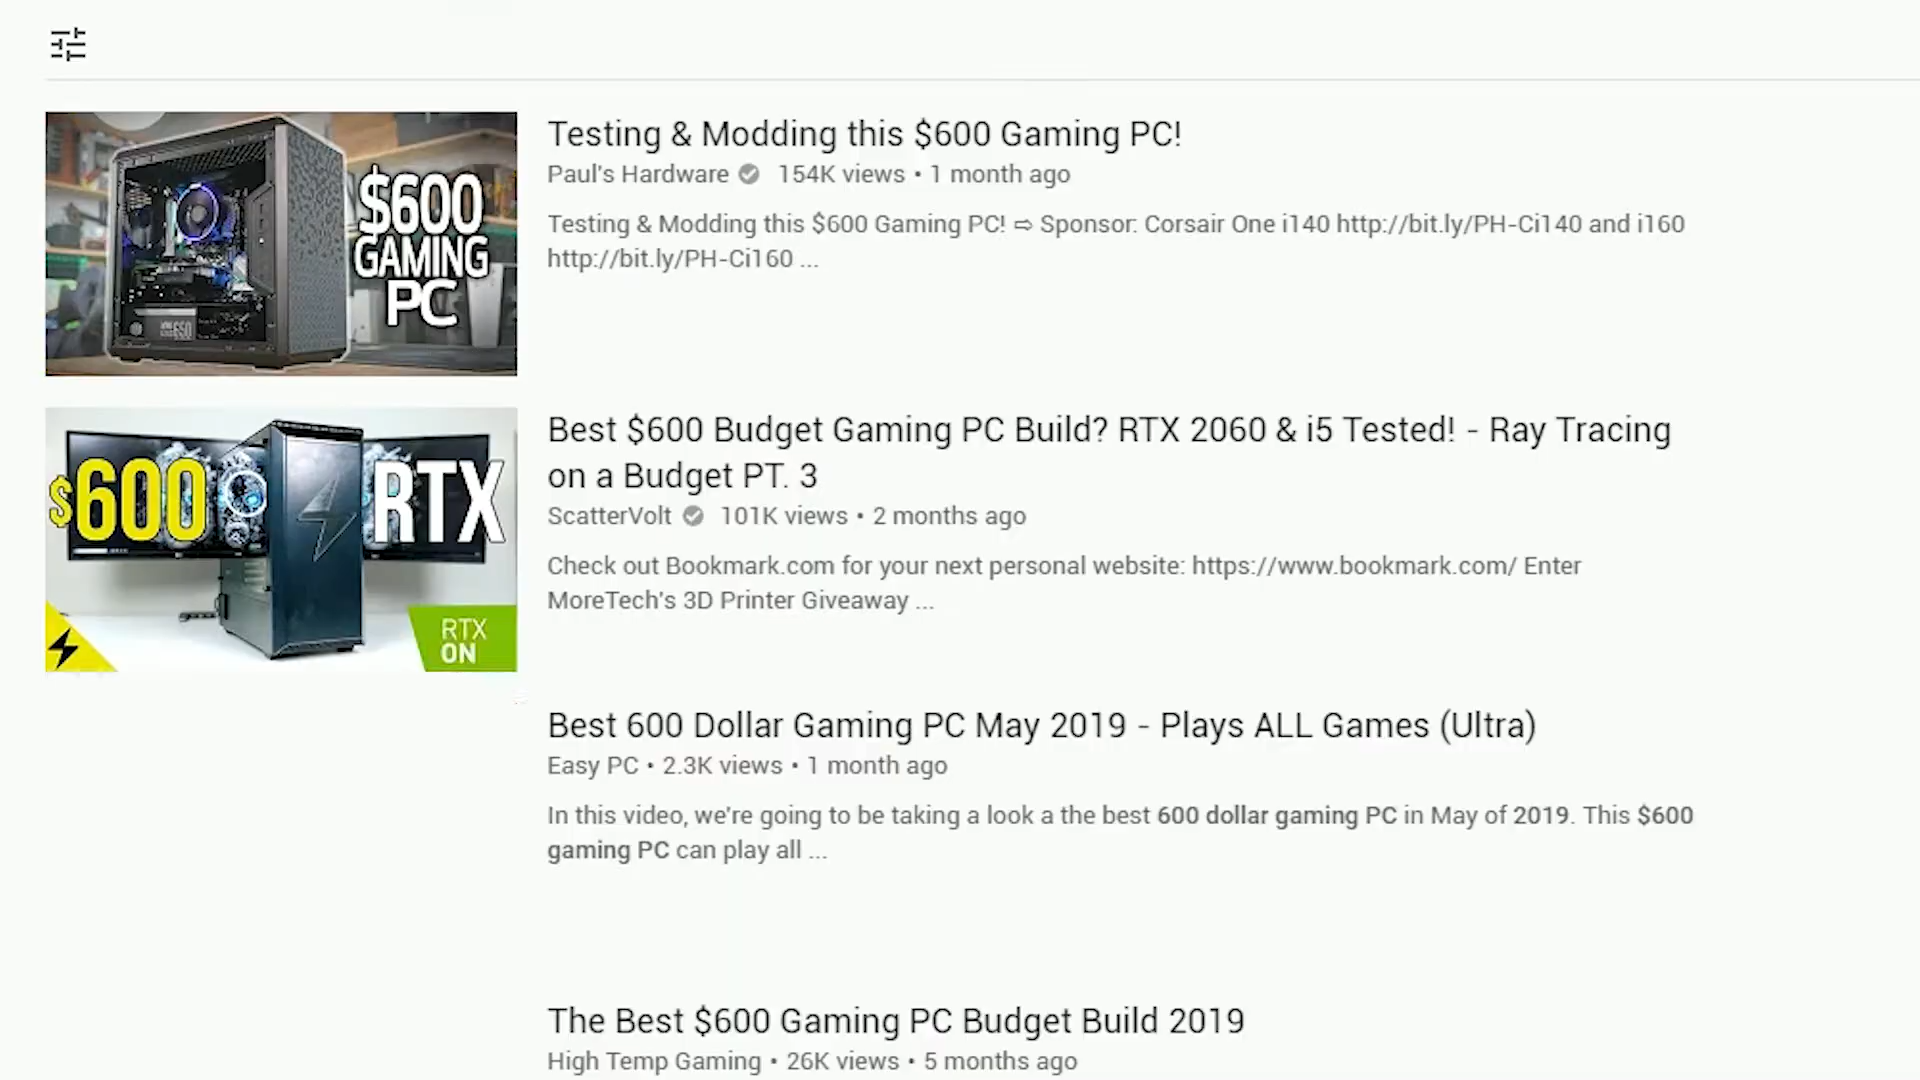 Testing & Modding this $600 Gaming PC!
Paul's Hardware 154K views • 1 month ago
Testing & Modding this $600 Gaming PC! ⇨ Sponsor: Corsair One i140 http://bit.ly/PH-Ci140 and i160
http://bit.ly/PH-Ci160 ...
$600
GAMING
PC
650
Best $600 Budget Gaming PC Build? RTX 2060 & i5 Tested! - Ray Tracing
on a Budget PT. 3
ScatterVolt 101K views • 2 months ago
Check out Bookmark.com for your next personal website: https://www.bookmark.com/ Enter
MoreTech's 3D Printer Giveaway ...
$600 RTX
RTX
ON
Best 600 Dollar Gaming PC May 2019 - Plays ALL Games (Ultra)
Easy PC • 2.3K views • 1 month ago
In this video, we're going to be taking a look a the best 600 dollar gaming PC in May of 2019. This $600
gaming PC can play all ...
The Best $600 Gaming PC Budget Build 2019
High Temp Gaming • 26K views • 5 months ago